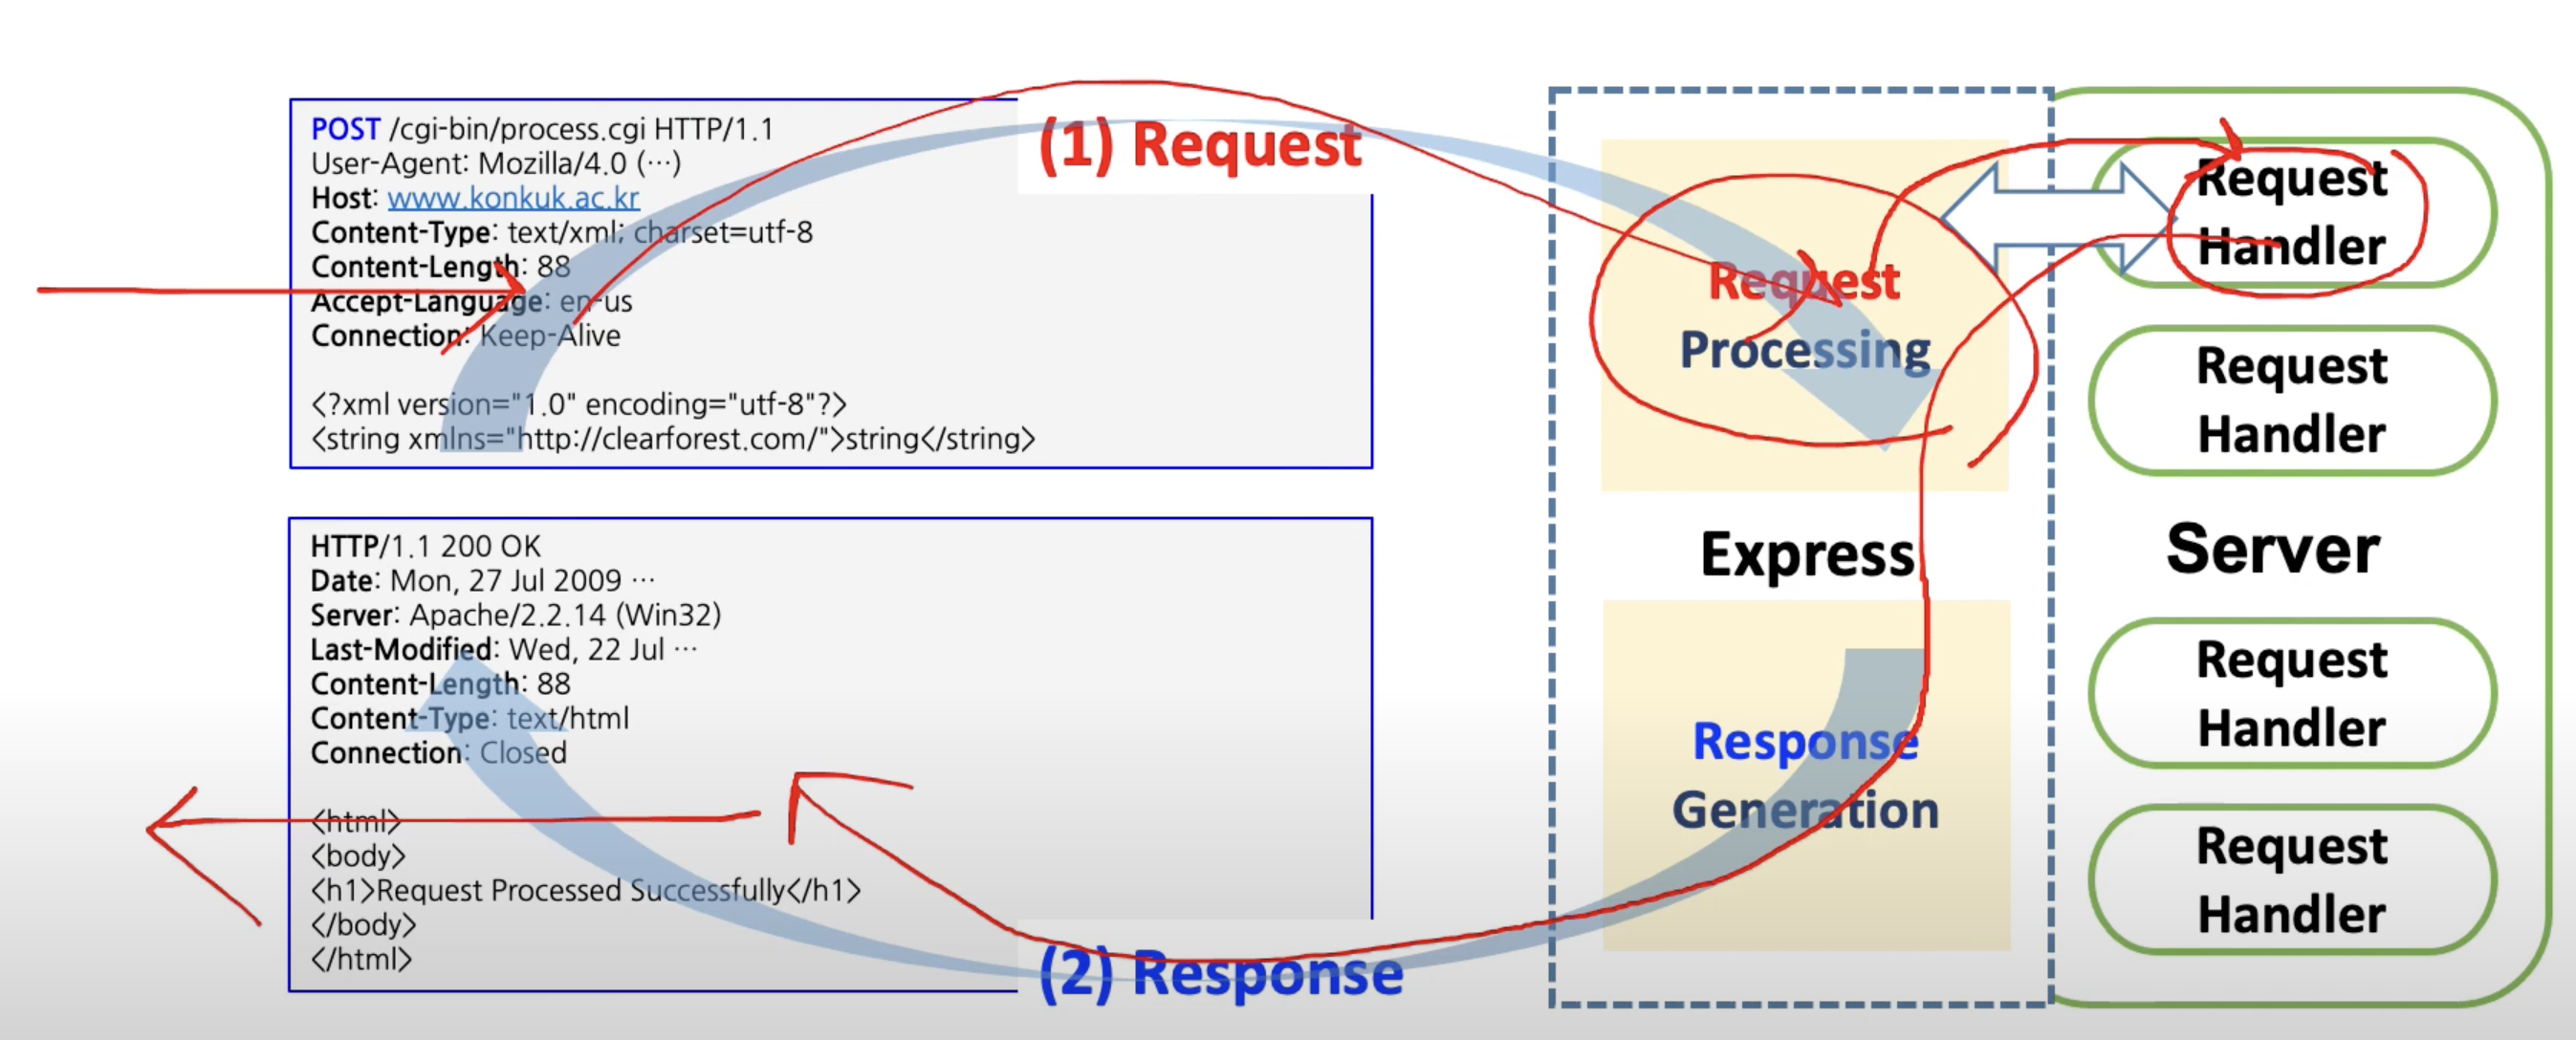 POST /cgi-bin/process.cgi HTTP/1.1
User-Agent: Mozilla/4.0 (⋯)
Host: www.konkuk.ac.kr
Content-Type: text/xml; charset=utf-8
Content-Length: 88
Accept-Language: en-us
Connection: Keep-Alive
<?xml version="1.0" encoding="utf-8"?>
<string xmlns="http://clearforest.com/">string</string>
(1) Request
HTTP/1.1 200 OK
Date: Mon, 27 Jul 2009 ⋯
Server: Apache/2.2.14 (Win32)
Last-Modified: Wed, 22 Jul ⋯
Content-Length: 88
Content-Type: text/html
Connection: Closed
<html>
<body>
<h1>Request Processed Successfully</h1>
</body>
</html>
(2) Response
Request
Processing
Express
Response
Generation
Request
Handler
Request
Handler
Server
Request
Handler
Request
Handler